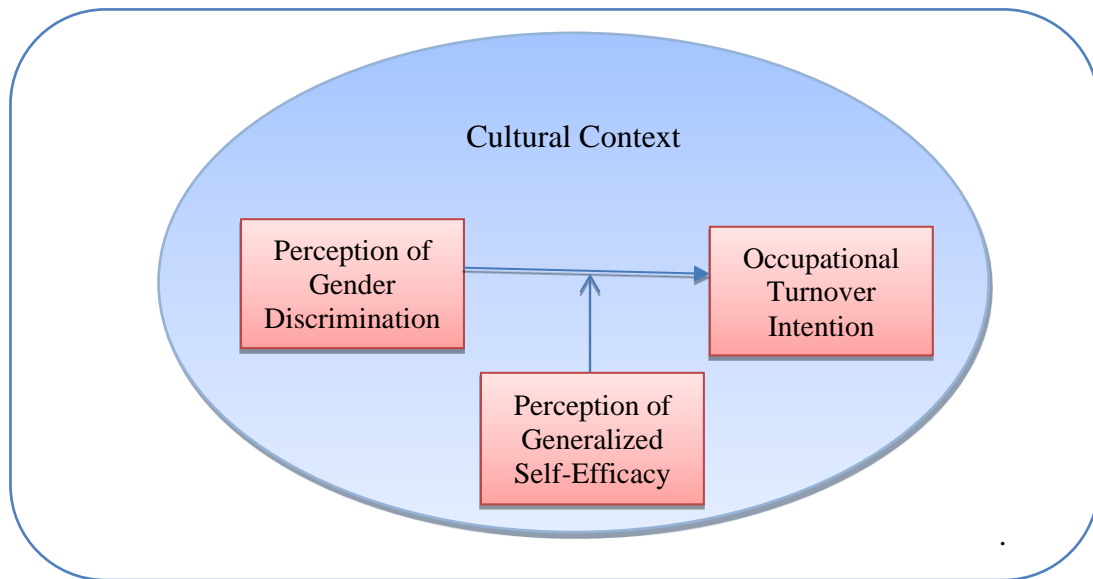 Cultural Context
Perception of
Gender
Discrimination
Occupational
Turnover
Intention
Perception of
Generalized
Self-Efficacy
.